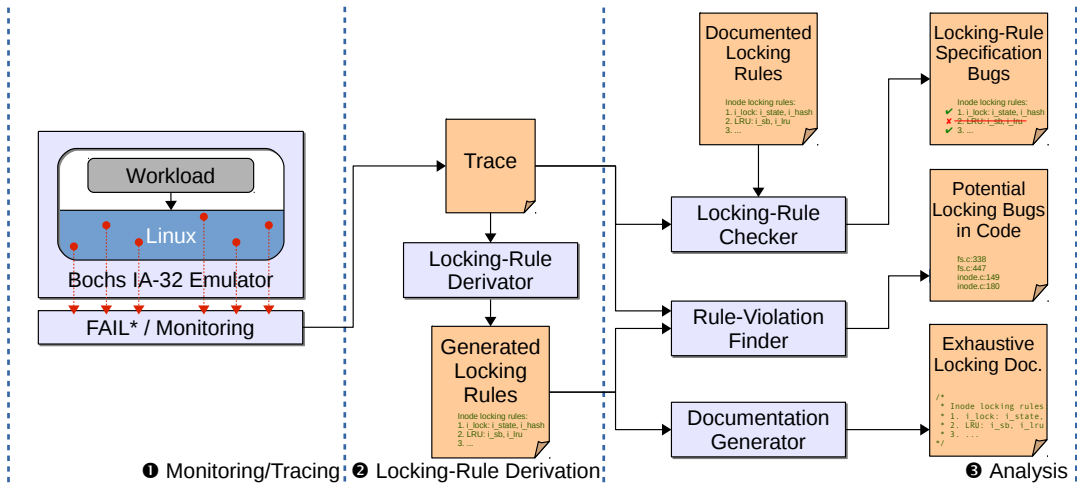 Workload
Linux
Bochs IA-32 Emulator
FAIL* / Monitoring
❶ Monitoring/Tracing
Trace
Locking-Rule
Derivator
Generated
Locking
Rules
Inode locking rules:
1. i_lock: i_state, i_hash
2. LRU: i_sb, i_lru
3. ...
❷ Locking-Rule Derivation
Documented
Locking
Rules
Inode locking rules:
1. i_lock: i_state, i_hash
2. LRU: i_sb, i_lru
3. ...
Locking-Rule
Checker
Rule-Violation
Finder
Documentation
Generator
Locking-Rule
Specification
Bugs
Inode locking rules:
✔ 1. i_lock: i_state, i_hash
✘ 2. LRU: i_sb, i_lru
✔ 3. ...
Potential
Locking Bugs
in Code
fs.c:338
fs.c:447
inode.c:149
inode.c:180
Exhaustive
Locking Doc.
/*
* Inode locking rules
* 1. i_lock: i_state,
* 2. LRU: i_sb, i_lru
* 3. ...
*/
❸ Analysis